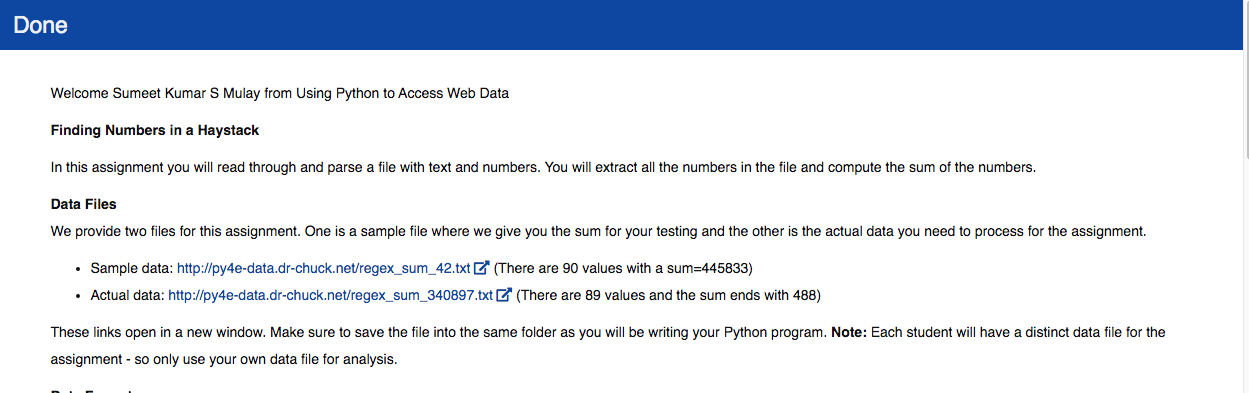 Done
Welcome Sumeet Kumar S Mulay from Using Python to Access Web Data
Finding Numbers in a Haystack
In this assignment you will read through and parse a file with text and numbers. You will extract all the numbers in the file and compute the sum of the numbers.
Data Files
We provide two files for this assignment. One is a sample file where we give you the sum for your testing and the other is the actual data you need to process for the assignment.
• Sample data: http://py4e-data.dr-chuck.net/regex_sum_42.txt (There are 90 values with a sum=445833)
• Actual data: http://py4e-data.dr-chuck.net/regex_sum_340897.txt (There are 89 values and the sum ends with 488)
These links open in a new window. Make sure to save the file into the same folder as you will be writing your Python program. Note: Each student will have a distinct data file for the
assignment - so only use your own data file for analysis.